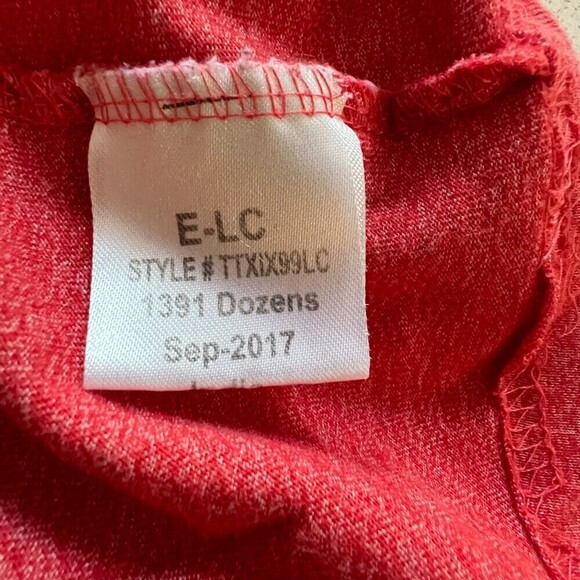 E-LC
STYLE # TTXiX99LC
1391 Dozens
Sep-2017